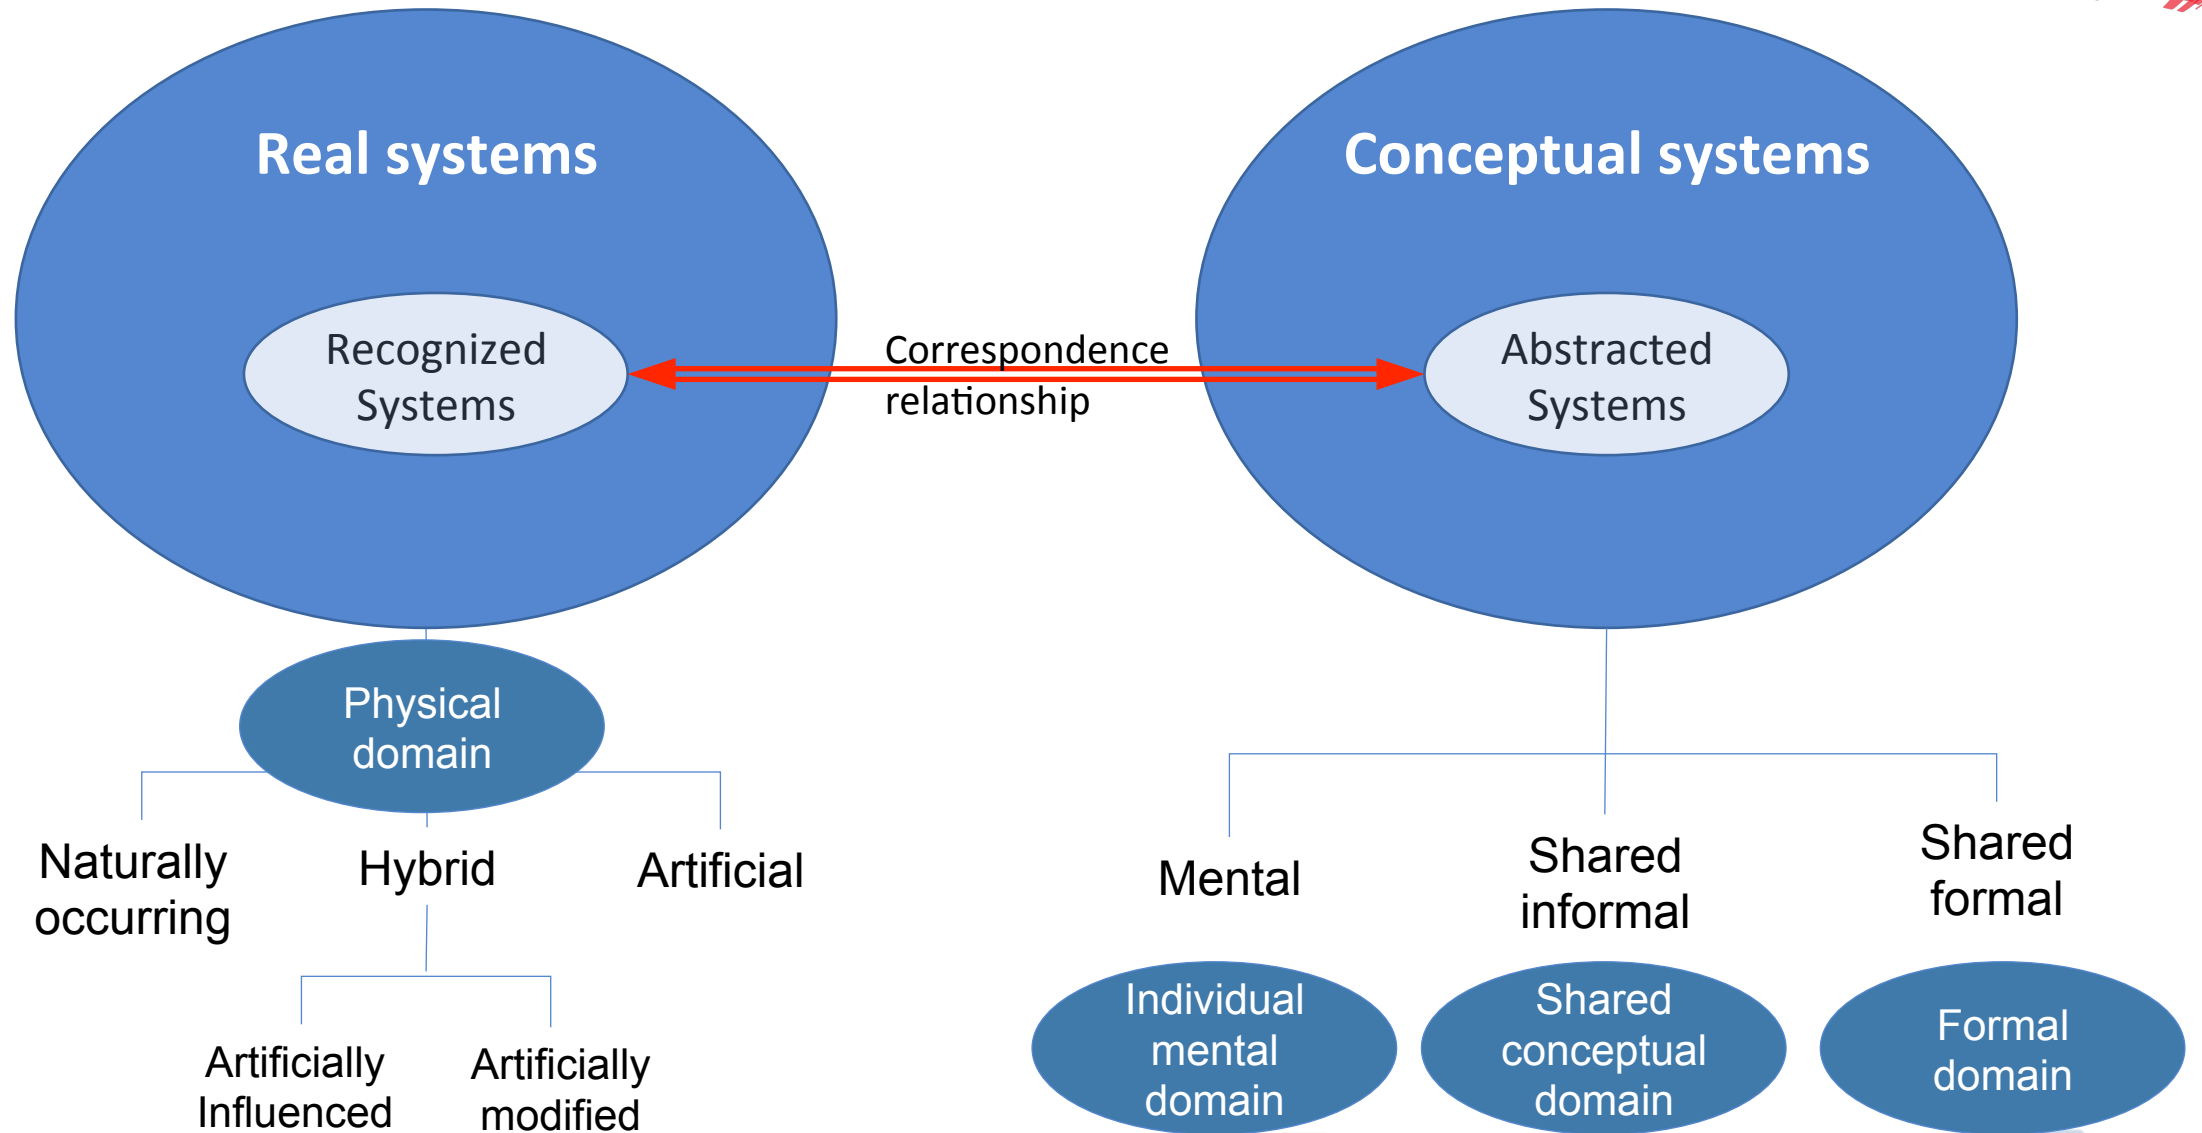 Real systems
Conceptual systems
Recognized
Systems
Correspondence
relationship
Abstracted
Systems
Physical
domain
Naturally
occurring
Hybrid
Artificial
Mental
Shared
informal
Shared
formal
Artificially
Influenced
Artificially
modified
Individual
mental
domain
Shared
conceptual
domain
Formal
domain